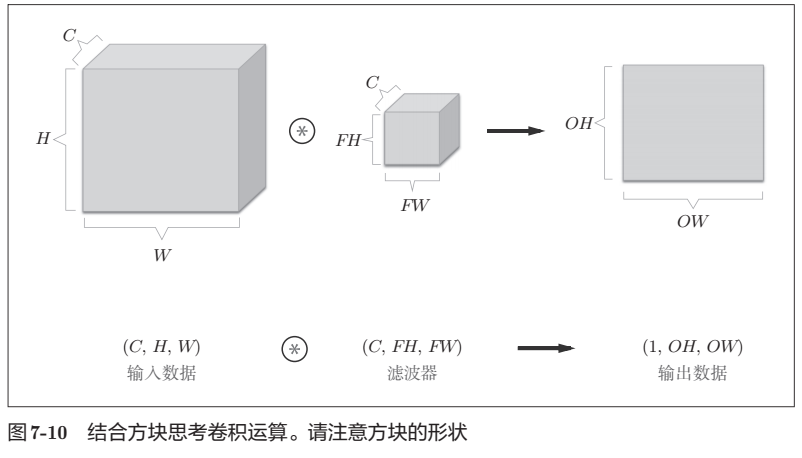 C
H
W
⊛
C
FH
FW
OH
OW
(C, H, W) ⊛ (C, FH, FW) (1, OH, OW)
输入数据 滤波器 输出数据
图7-10 结合方块思考卷积运算。请注意方块的形状